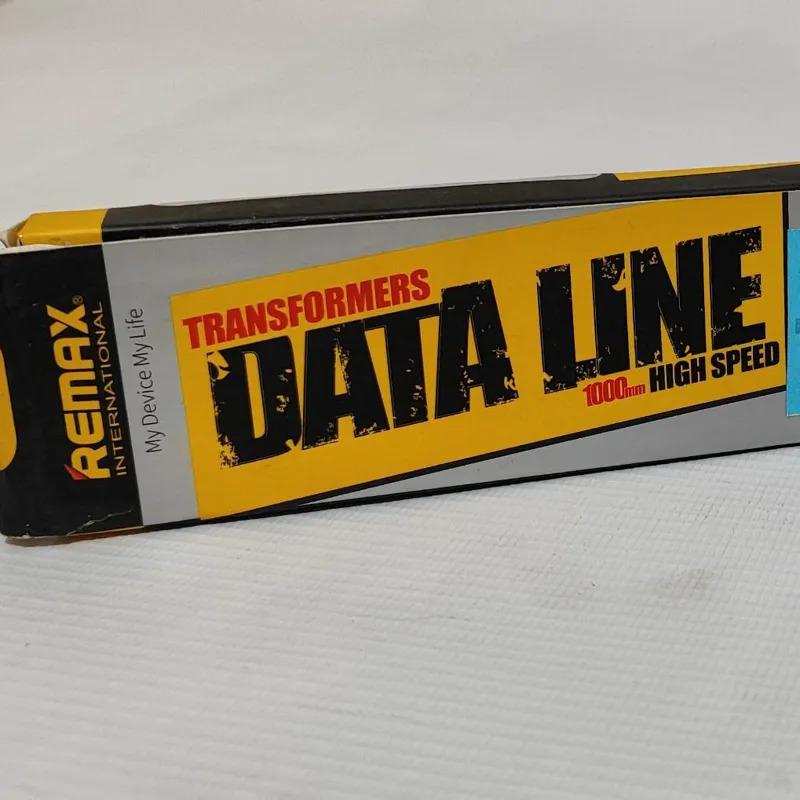 REMAX®
INTERNATIONAL
My Device My Life
TRANSFORMERS
DATA LINE
1000mm HIGH SPEED